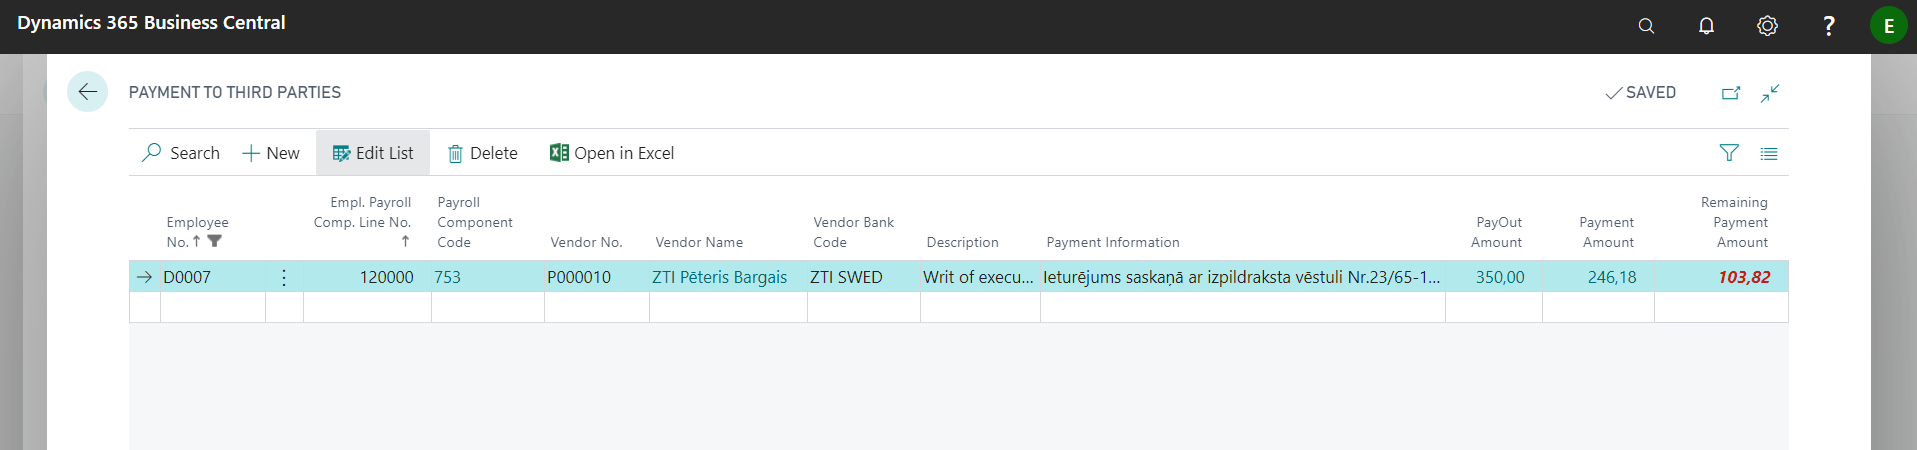 Dynamics 365 Business Central
E
PAYMENT TO THIRD PARTIES
SAVED
Search
New
Edit List
Delete
Open in Excel
Employee No.
Empl. Payroll Comp. Line No.
Payroll Component Code
Vendor No.
Vendor Name
Vendor Bank Code
Description
Payment Information
PayOut Amount
Payment Amount
Remaining Payment Amount
D0007 120000 753 P000010 ZTI Pēteris Bargais ZTI SWED Writ of execu... Ieturējums saskaņā ar izpildraksta vēstuli Nr.23/65-1... 350,00 246,18 103,82